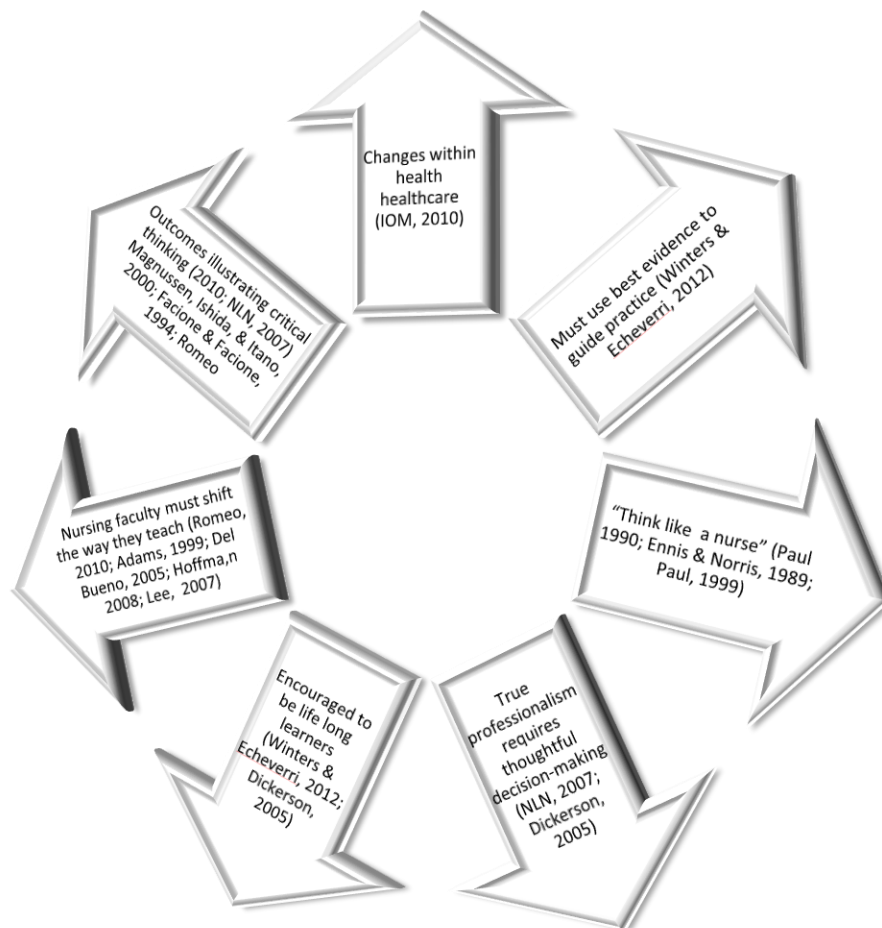 Changes within
health
healthcare
(IOM, 2010)
Must use best evidence to
guide practice (Winters &
Echeverri, 2012)
“Think like  a nurse” (Paul
1990; Ennis & Norris, 1989;
Paul, 1999)
True
professionalism
requires
thoughtful
decision-making
(NLN, 2007;
Dickerson,
2005)
Encouraged to
be life long
learners
(Winters &
Echeverri, 2012;
Dickerson,
2005)
Nursing faculty must shift
the way they teach (Romeo,
2010; Adams, 1999; Del
Bueno, 2005; Hoffma,n
2008; Lee,  2007)
Outcomes illustrating critical
thinking (2010; NLN, 2007)
Magnussen, Ishida, & Itano,
2000; Facione & Facione,
1994; Romeo